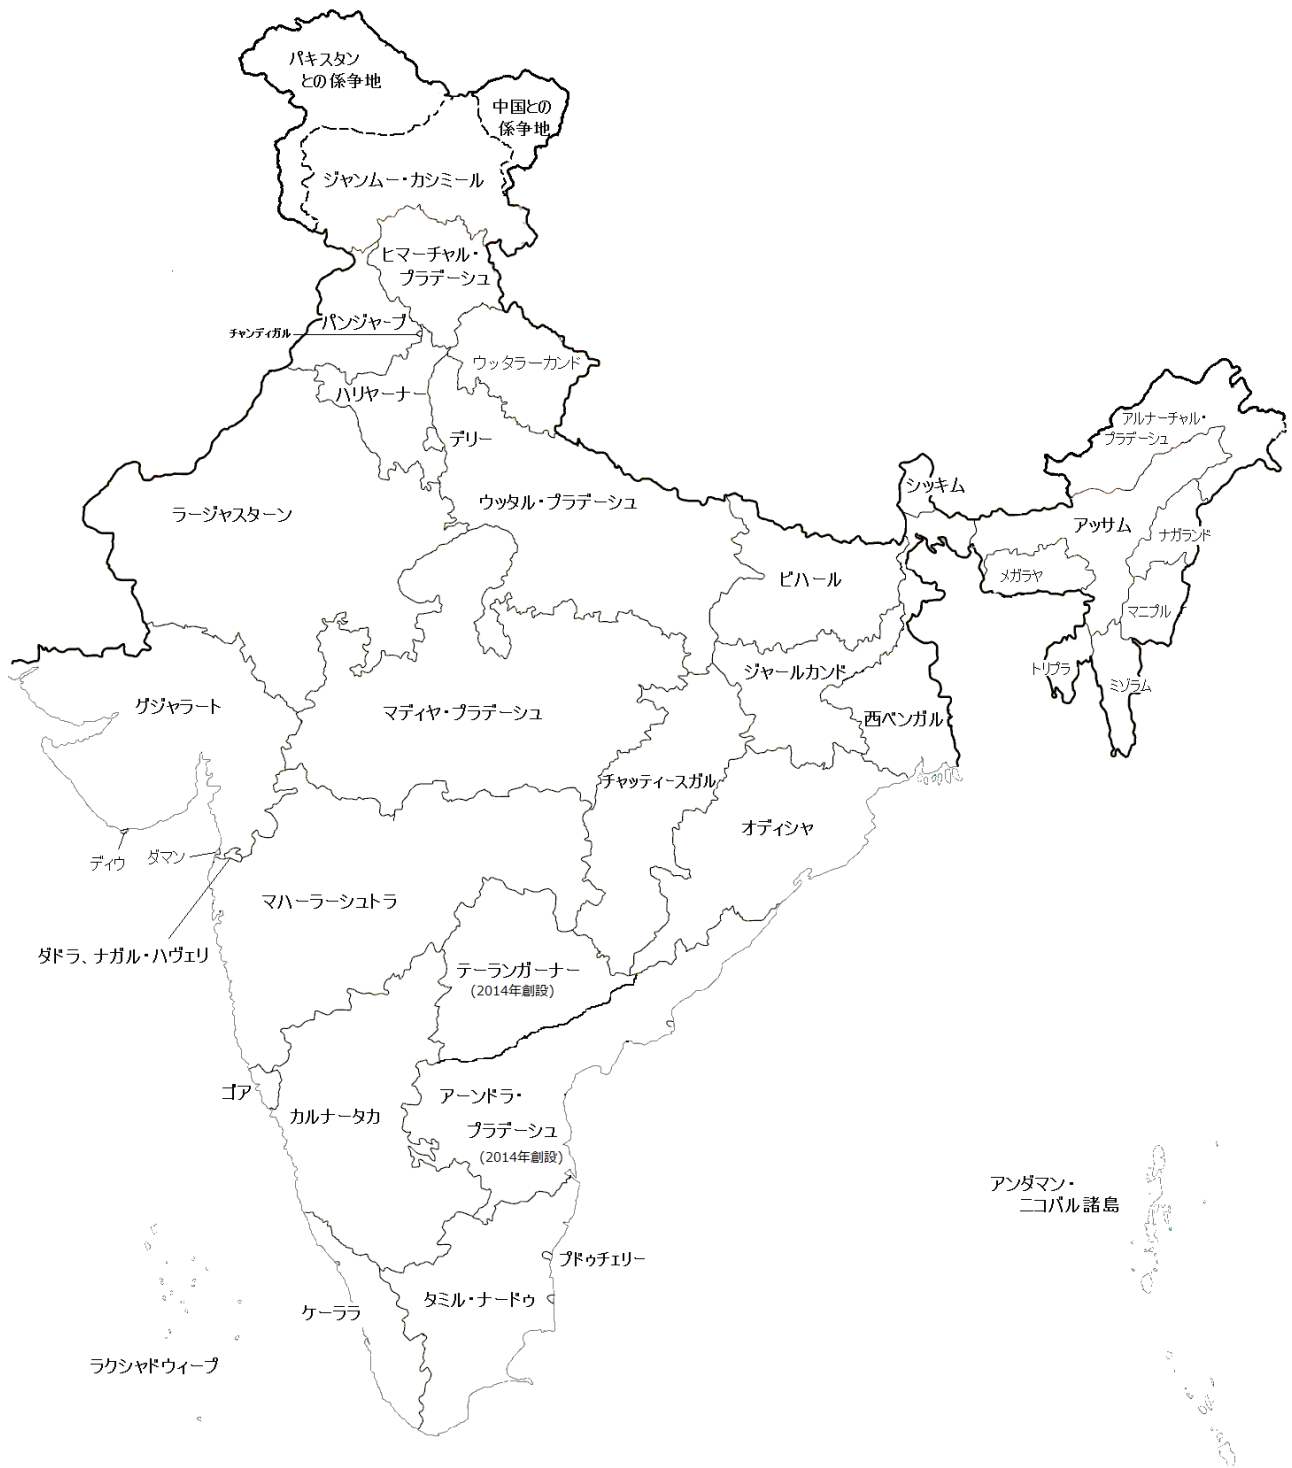 パキスタン
との係争地
中国との
係争地
ジャンムー・カシミール
ヒマーチャル・
プラデーシュ
パンジャーブ
チャンディガル
ウッタラーカンド
ハリヤーナー
デリー
アルナーチャル・
プラデーシュ
シッキム
ラージャスターン
ウッタル・プラデーシュ
アッサム
ナガランド
ビハール
メガラヤ
マニプル
ジャールカンド
トリプラ
ミゾラム
グジャラート
マディヤ・プラデーシュ
西ベンガル
チャッティースガル
オディシャ
ディウ
ダマン
マハーラーシュトラ
ダドラ、ナガル・ハヴェリ
テーランガーナー
(2014年創設)
ゴア
カルナータカ
アーンドラ・
プラデーシュ
(2014年創設)
アンダマン・
ニコバル諸島
プドゥチェリー
ケーララ
タミル・ナードゥ
ラクシャドウィープ